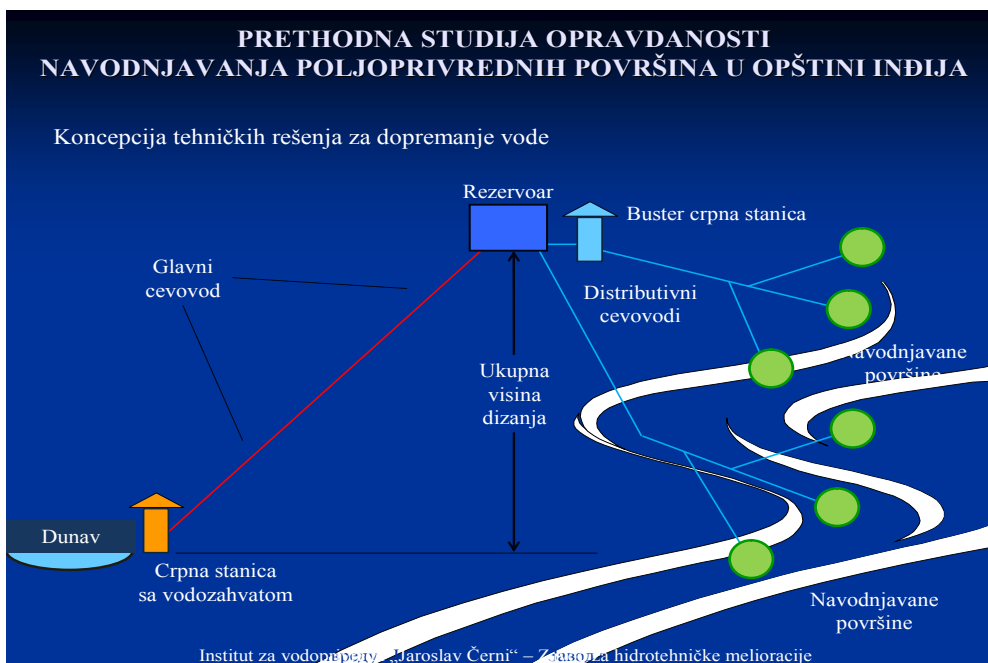 PRETHODNA STUDIJA OPRAVDANOSTI
NAVODNJAVANJA POLJOPRIVREDNIH POVRŠINA U OPŠTINI INĐIJA
Koncepcija tehničkih rešenja za dopremanje vode
Rezervoar
Buster crpna stanica
Glavni
cevovod
Distributivni
cevovodi
Navodnjavane
površine
Ukupna
visina
dizanja
Dunav
Crpna stanica
sa vodozahvatom
Navodnjavane
površine
Institut za vodoprivredu „Jaroslav Černi“ – Zavod za hidrotehničke melioracije